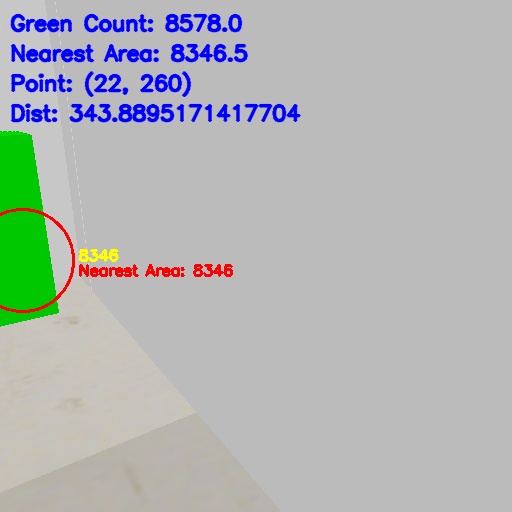 Green Count: 8578.0
Nearest Area: 8346.5
Point: (22, 260)
Dist: 343.8895171417704
8346
Nearest Area: 8346